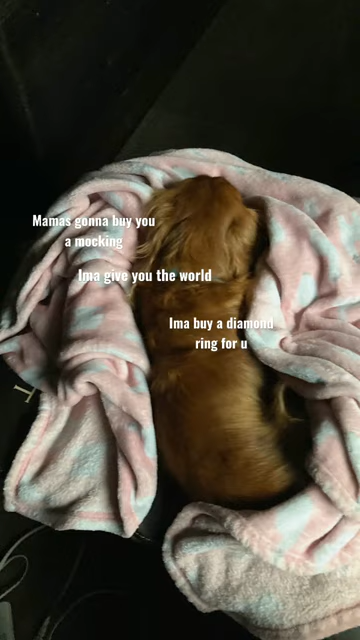 Mamas gonna buy you
a mocking
Ima give you the world
Ima buy a diamond
ring for u